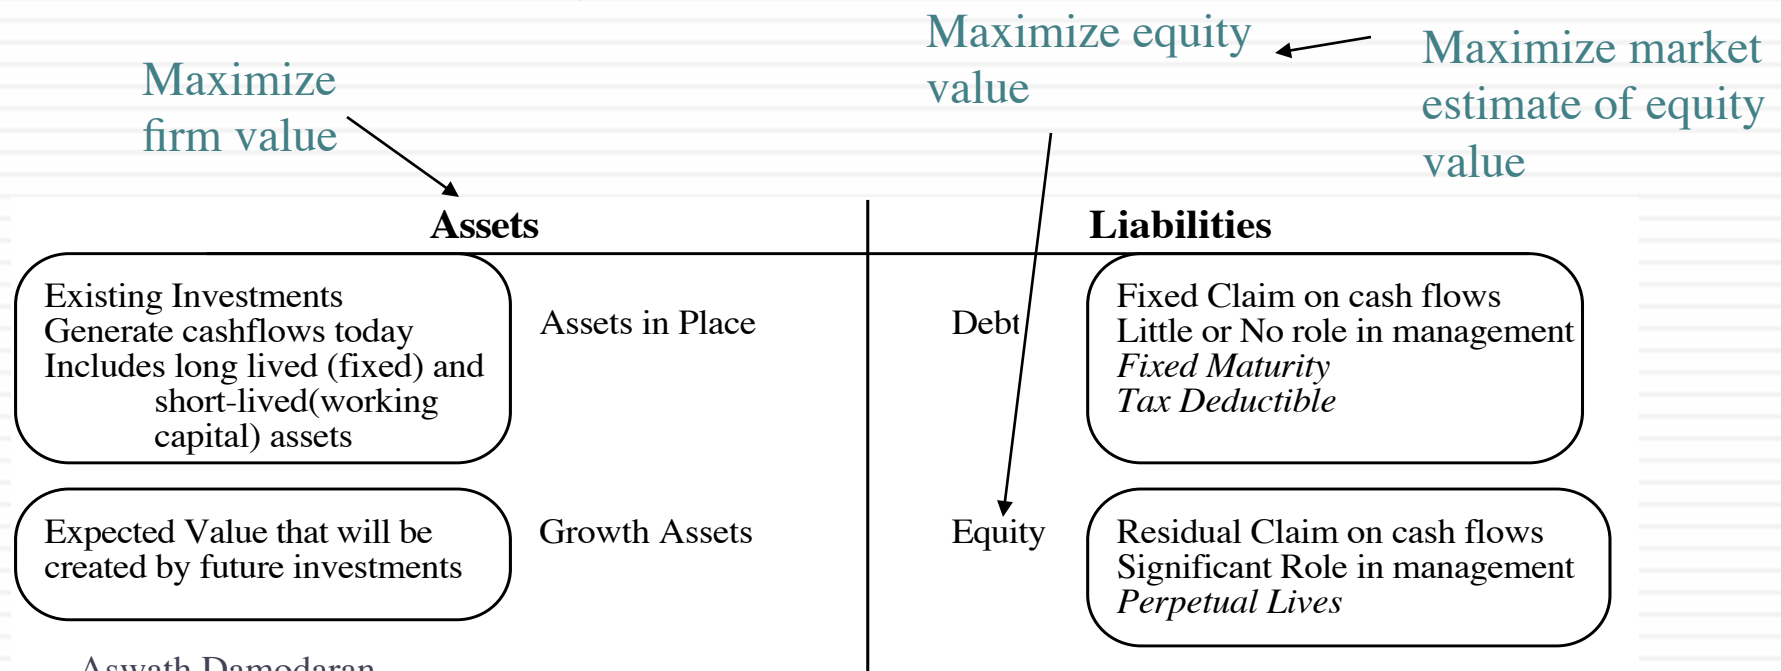 Maximize equity
value
Maximize market
estimate of equity
value
Maximize
firm value
Assets
Liabilities
Existing Investments
Generate cashflows today
Includes long lived (fixed) and
short-lived(working
capital) assets
Assets in Place
Debt
Fixed Claim on cash flows
Little or No role in management
Fixed Maturity
Tax Deductible
Expected Value that will be
created by future investments
Growth Assets
Equity
Residual Claim on cash flows
Significant Role in management
Perpetual Lives
Aswath Damodaran